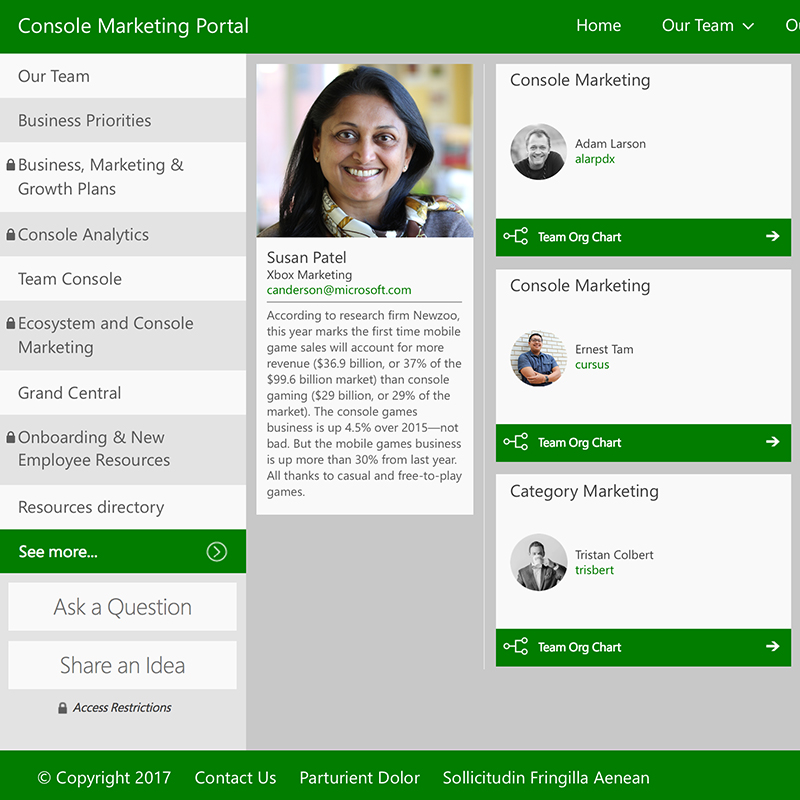 Console Marketing Portal
Home
Our Team
Our Team
Business Priorities
Business, Marketing &
Growth Plans
Console Analytics
Team Console
Ecosystem and Console
Marketing
Grand Central
Onboarding & New
Employee Resources
Resources directory
See more...
Ask a Question
Share an Idea
Access Restrictions
Susan Patel
Xbox Marketing
canderson@microsoft.com
According to research firm Newzoo,
this year marks the first time mobile
game sales will account for more
revenue ($36.9 billion, or 37% of the
$99.6 billion market) than console
gaming ($29 billion, or 29% of the
market). The console games
business is up 4.5% over 2015—not
bad. But the mobile games business
is up more than 30% from last year.
All thanks to casual and free-to-play
games.
Console Marketing
Adam Larson
alarpdx
Team Org Chart
Console Marketing
Ernest Tam
cursus
Team Org Chart
Category Marketing
Tristan Colbert
trisbert
Team Org Chart
© Copyright 2017
Contact Us
Parturient Dolor
Sollicitudin Fringilla Aenean